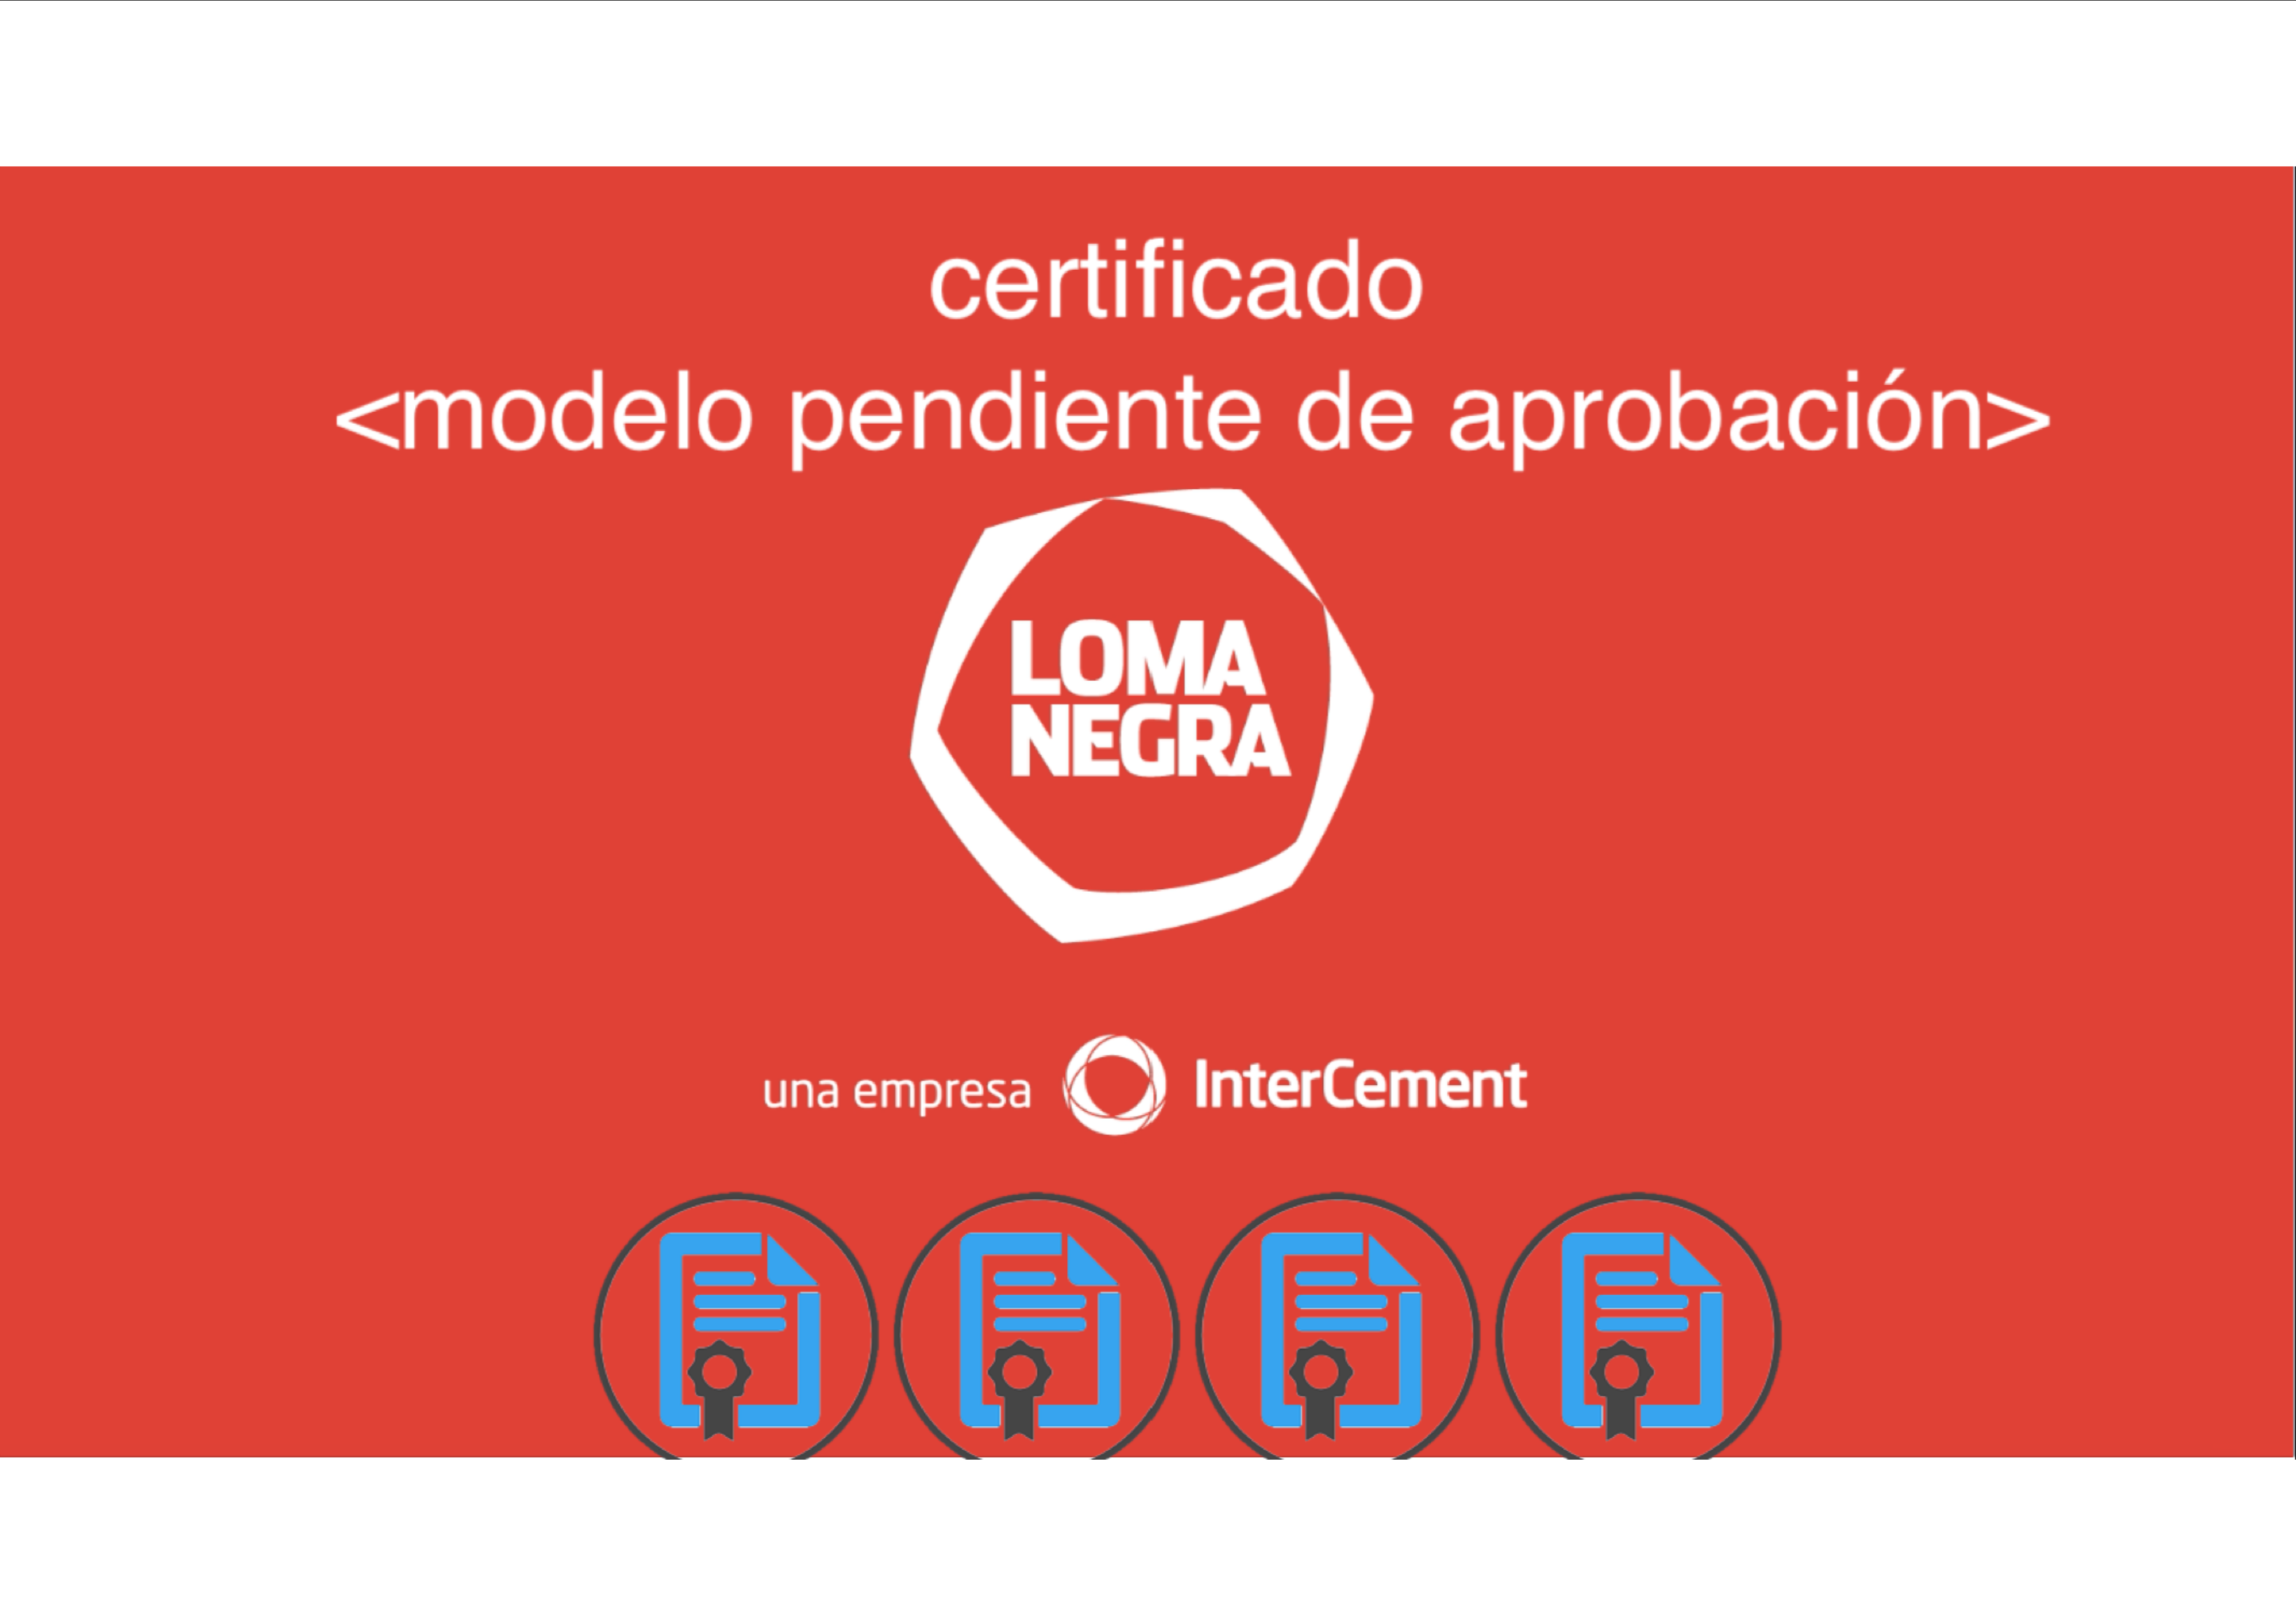 certificado
<modelo pendiente de aprobación>
LOMA
NEGRA
una empresa InterCement